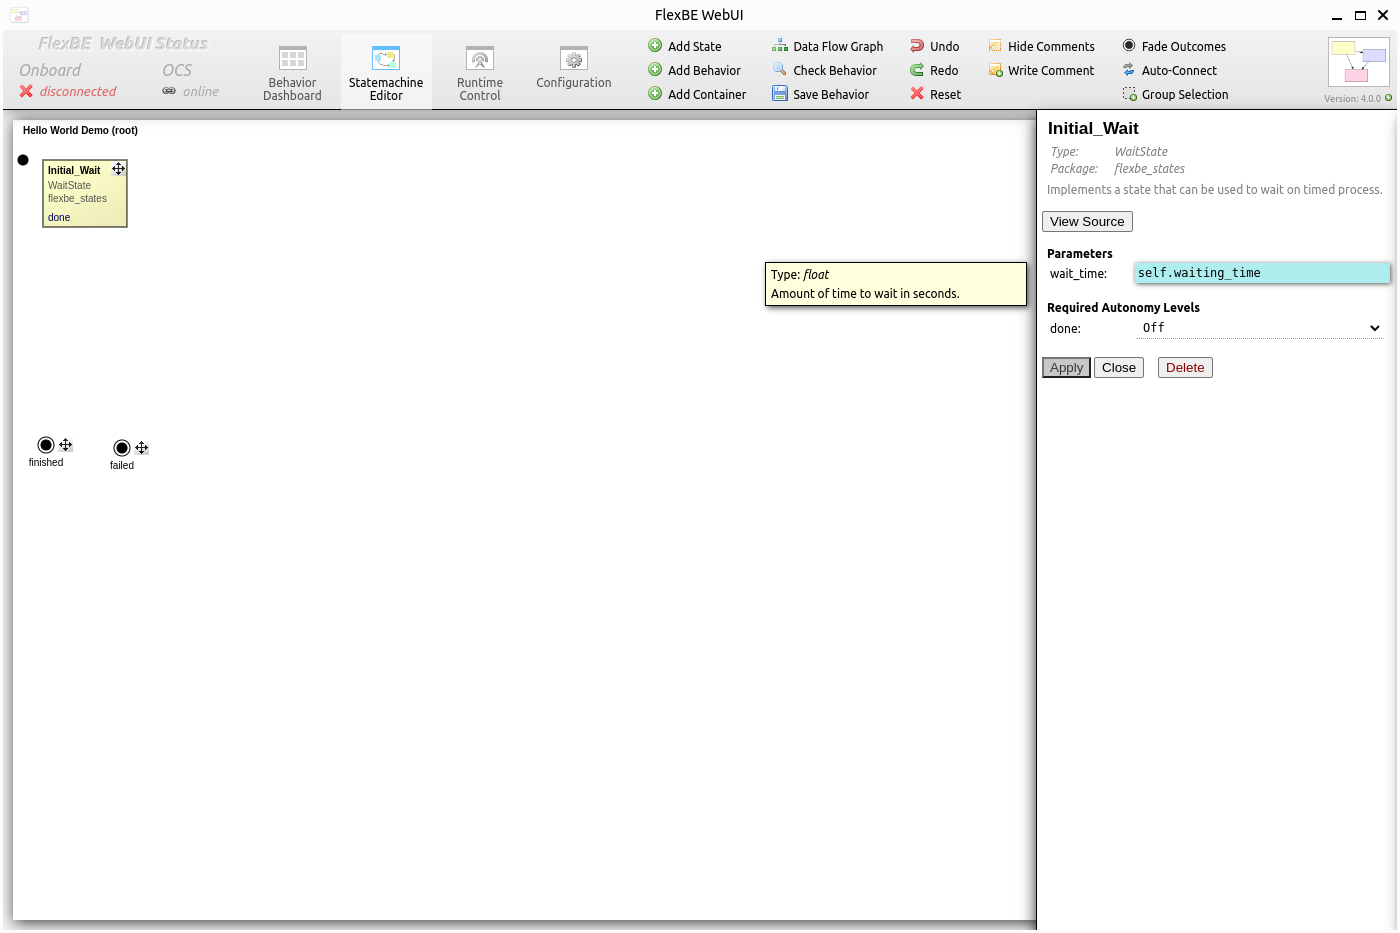 FlexBE WebUI
FlexBE WebUI Status
Onboard
OCS
disconnected
online
Behavior
Dashboard
Statemachine
Editor
Runtime
Control
Configuration
Add State
Add Behavior
Add Container
Data Flow Graph
Check Behavior
Save Behavior
Undo
Redo
Reset
Hide Comments
Write Comment
Fade Outcomes
Auto-Connect
Group Selection
Version: 4.0.0
Hello World Demo (root)
Initial_Wait
WaitState
flexbe_states
done
finished
failed
Type: float
Amount of time to wait in seconds.
Initial_Wait
Type: WaitState
Package: flexbe_states
Implements a state that can be used to wait on timed process.
View Source
Parameters
wait_time: self.waiting_time
Required Autonomy Levels
done: Off
Apply Close Delete